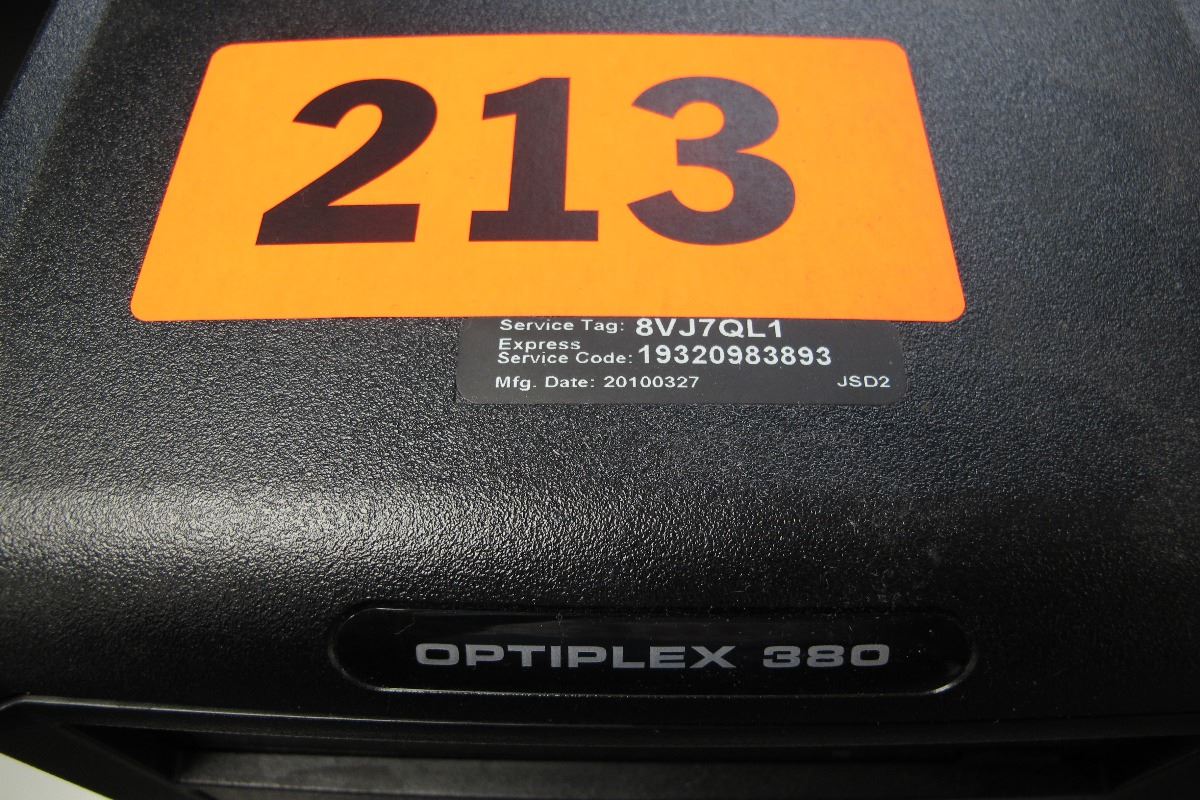 213
Service Tag: 8VJ7QL1
Express
Service Code: 19320983893
Mfg. Date: 20100327 JSD2
OPTIPLEX 380